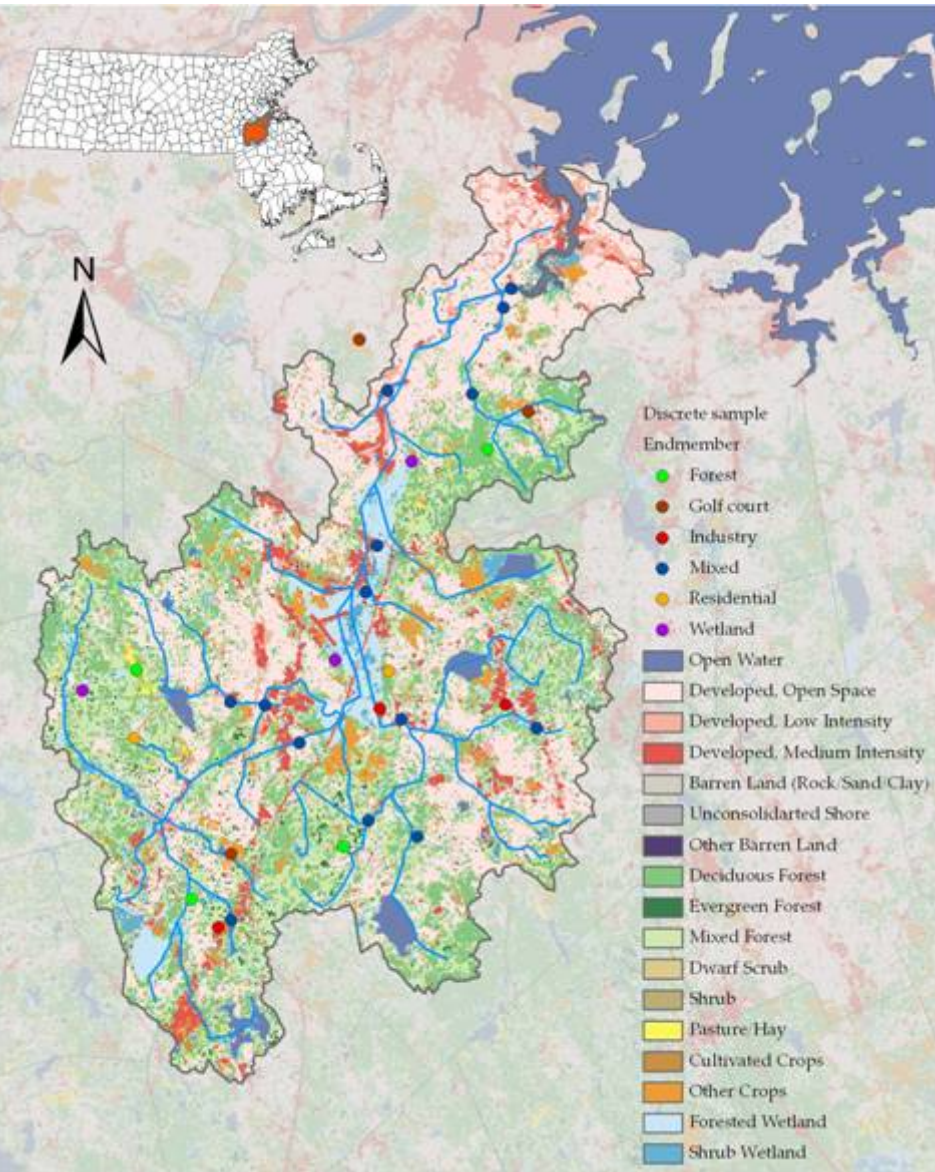 N
Discrete sample
Endmember
Forest
Golf court
Industry
Mixed
Residential
Wetland
Open Water
Developed, Open Space
Developed, Low Intensity
Developed, Medium Intensity
Barren Land (Rock/Sand/Clay)
Unconsolidarted Shore
Other Barren Land
Deciduous Forest
Evergreen Forest
Mixed Forest
Dwarf Scrub
Shrub
Pasture/Hay
Cultivated Crops
Other Crops
Forested Wetland
Shrub Wetland